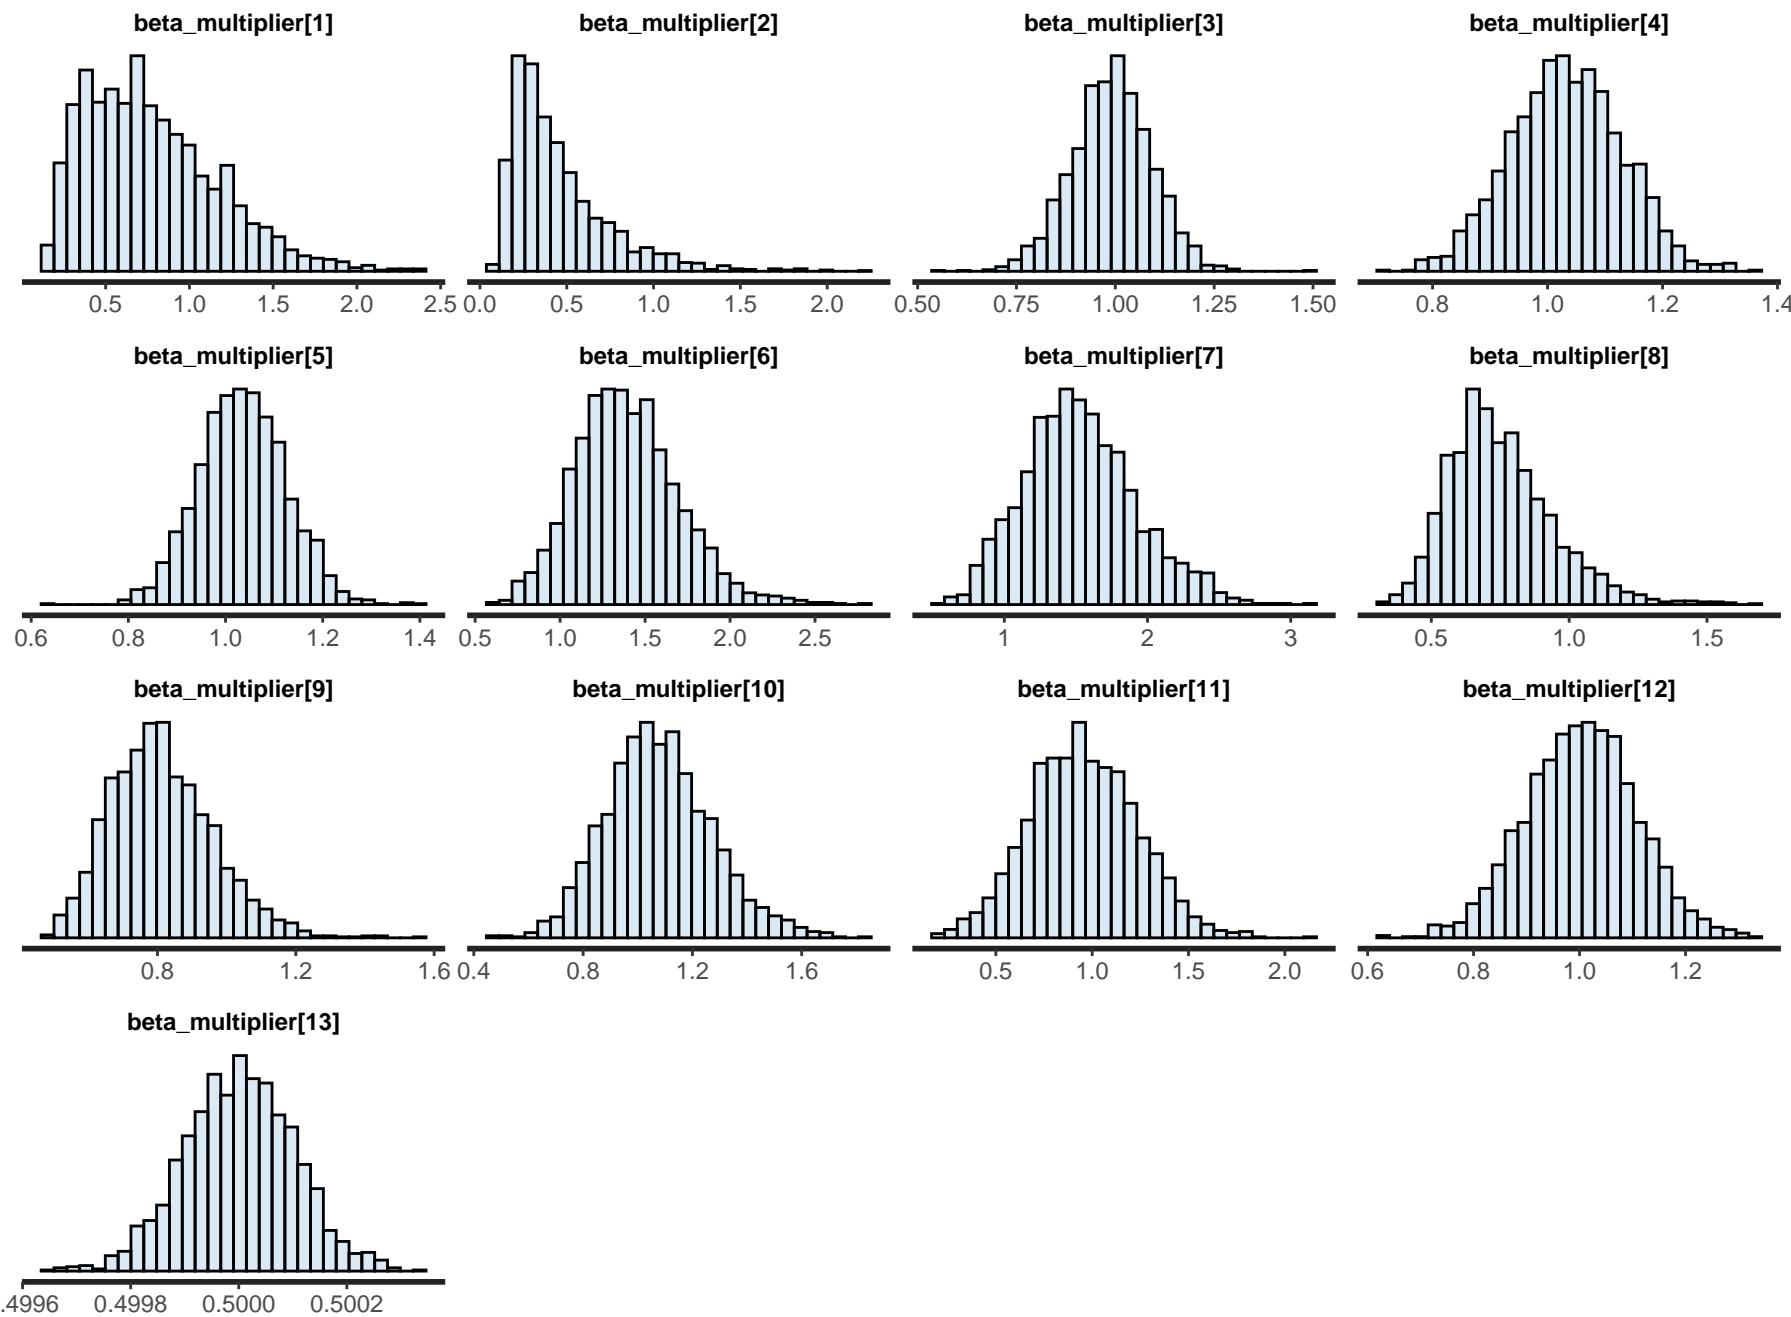 beta_multiplier[1] beta_multiplier[2] beta_multiplier[3] beta_multiplier[4]
0.5 1.0 1.5 2.0 2.5 0.0 0.5 1.0 1.5 2.0 0.50 0.75 1.00 1.25 1.50 0.8 1.0 1.2 1.4
beta_multiplier[5] beta_multiplier[6] beta_multiplier[7] beta_multiplier[8]
0.6 0.8 1.0 1.2 1.4 0.5 1.0 1.5 2.0 2.5 1 2 3 0.5 1.0 1.5
beta_multiplier[9] beta_multiplier[10] beta_multiplier[11] beta_multiplier[12]
0.8 1.2 1.6 0.4 0.8 1.2 1.6 0.5 1.0 1.5 2.0 0.6 0.8 1.0 1.2
beta_multiplier[13]
.4996 0.4998 0.5000 0.5002